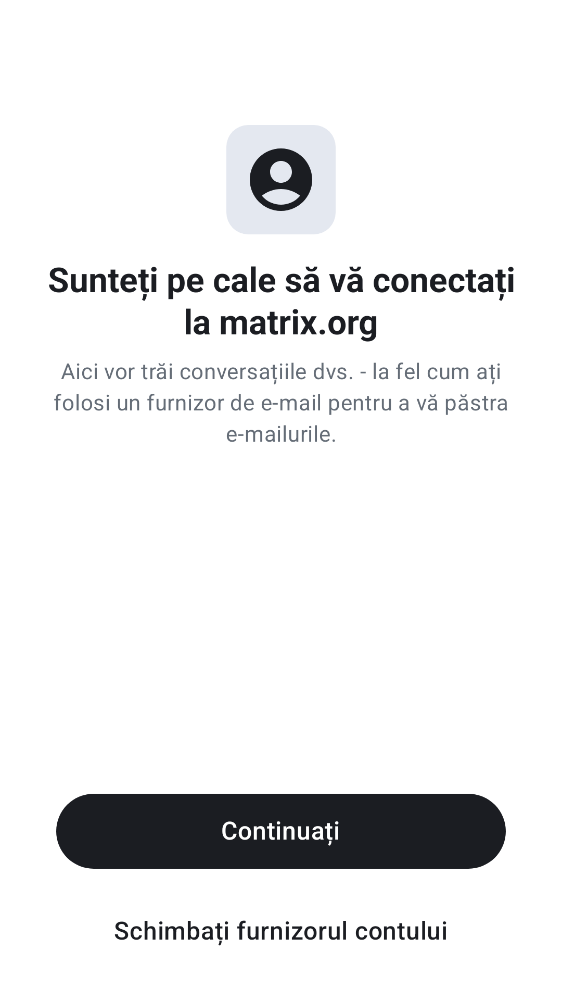 Sunteți pe cale să vă conectați
la matrix.org
Aici vor trăi conversațiile dvs. - la fel cum ați
folosi un furnizor de e-mail pentru a vă păstra
e-mailurile.
Continuați
Schimbați furnizorul contului